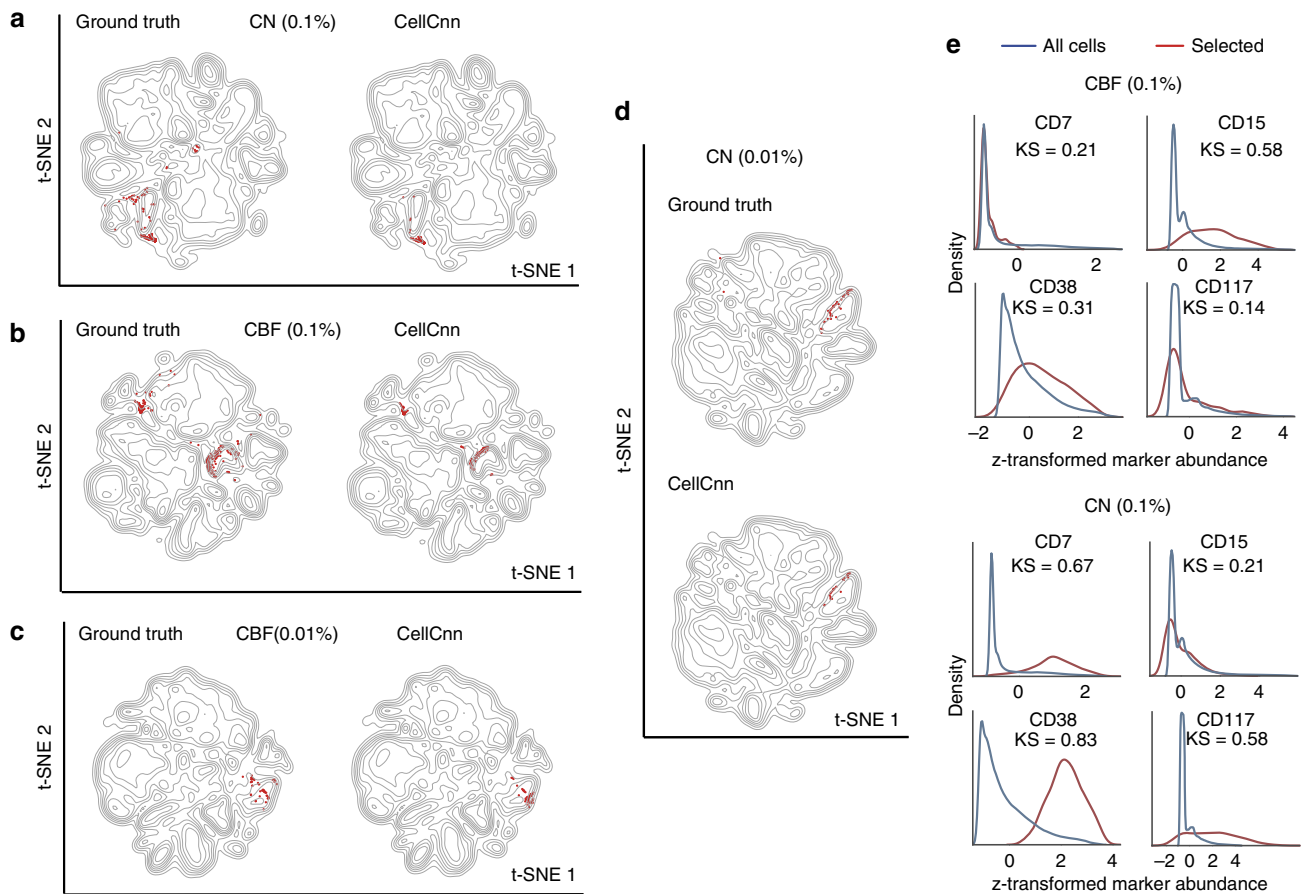 a
Ground truth CN (0.1%) CellCnn
t-SNE 2
t-SNE 1
b
Ground truth CBF (0.1%) CellCnn
t-SNE 2
t-SNE 1
c
Ground truth CBF(0.01%) CellCnn
t-SNE 2
t-SNE 1
d
CN (0.01%)
Ground truth
t-SNE 2
CellCnn
t-SNE 1
e
All cells Selected
CBF (0.1%)
CD7
KS = 0.21
0 2
CD15
KS = 0.58
0 2 4
Density
CD38
KS = 0.31
–2 0 2
CD117
KS = 0.14
0 2 4
z-transformed marker abundance
CN (0.1%)
CD7
KS = 0.67
0 2
CD15
KS = 0.21
0 2 4
Density
CD38
KS = 0.83
0 2 4
CD117
KS = 0.58
–2 0 2 4
z-transformed marker abundance